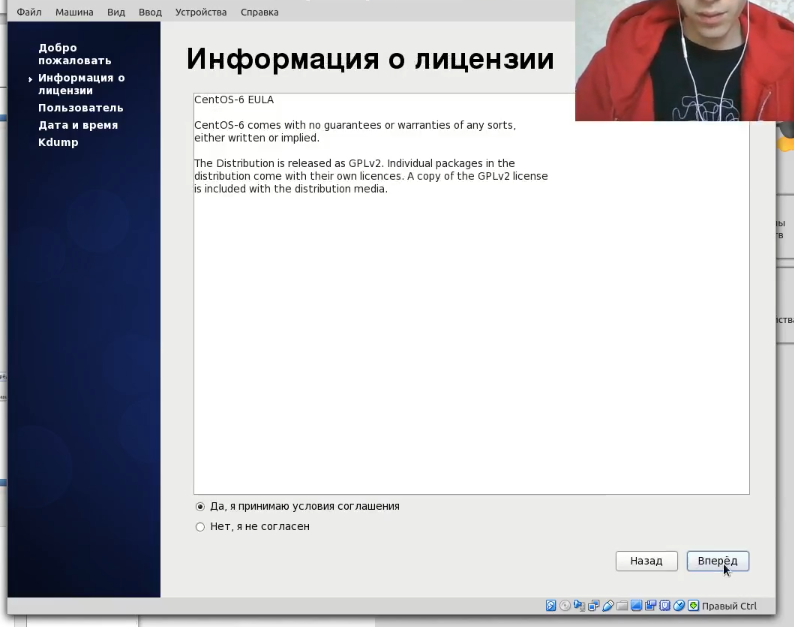 Файл Машина Вид Ввод Устройства Справка
Добро
пожаловать
Информация о
лицензии
Пользователь
Дата и время
Kdump
Информация о лицензии
CentOS-6 EULA
CentOS-6 comes with no guarantees or warranties of any sorts,
either written or implied.
The Distribution is released as GPLv2. Individual packages in the
distribution come with their own licences. A copy of the GPLv2 license
is included with the distribution media.
Да, я принимаю условия соглашения
Нет, я не согласен
Назад Вперёд
Правый Ctrl